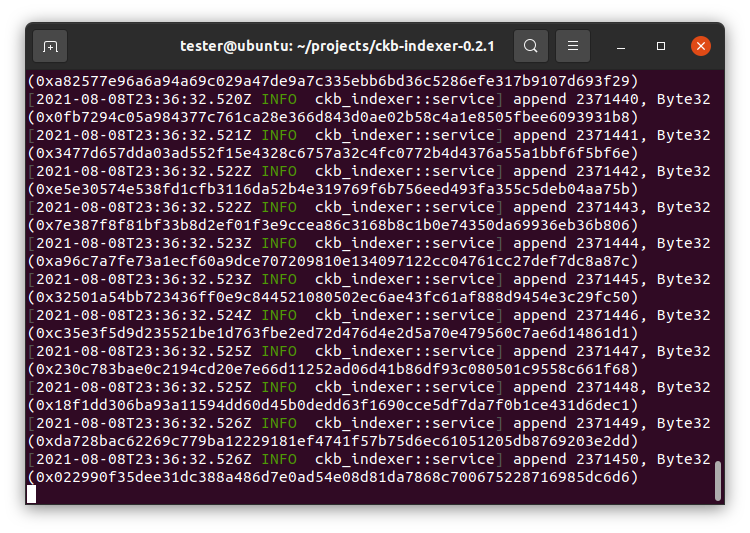 tester@ubuntu: ~/projects/ckb-indexer-0.2.1
(0xa82577e96a6a94a69c029a47de9a7c335ebb6bd36c5286efe317b9107d693f29)
[2021-08-08T23:36:32.520Z INFO  ckb_indexer::service] append 2371440, Byte32
(0x0fb7294c05a984377c761ca28e366d843d0ae02b58c4a1e8505fbee6093931b8)
[2021-08-08T23:36:32.521Z INFO  ckb_indexer::service] append 2371441, Byte32
(0x3477d657dda03ad552f15e4328c6757a32c4fc0772b4d4376a55a1bbf6f5bf6e)
[2021-08-08T23:36:32.522Z INFO  ckb_indexer::service] append 2371442, Byte32
(0xe5e30574e538fd1cfb3116da52b4e319769f6b756eed493fa355c5deb04aa75b)
[2021-08-08T23:36:32.522Z INFO  ckb_indexer::service] append 2371443, Byte32
(0x7e387f8f81bf33b8d2ef01f3e9ccea86c3168b8c1b0e74350da69936eb36b806)
[2021-08-08T23:36:32.523Z INFO  ckb_indexer::service] append 2371444, Byte32
(0xa96c7a7fe73a1ecf60a9dce707209810e134097122cc04761cc27def7dc8a87c)
[2021-08-08T23:36:32.523Z INFO  ckb_indexer::service] append 2371445, Byte32
(0x32501a54bb723436ff0e9c844521080502ec6ae43fc61af888d9454e3c29fc50)
[2021-08-08T23:36:32.524Z INFO  ckb_indexer::service] append 2371446, Byte32
(0xc35e3f5d9d235521be1d763fbe2ed72d476d4e2d5a70e479560c7ae6d14861d1)
[2021-08-08T23:36:32.525Z INFO  ckb_indexer::service] append 2371447, Byte32
(0x230c783bae0c2194cd20e7e66d11252ad06d41b86df93c080501c9558c661f68)
[2021-08-08T23:36:32.525Z INFO  ckb_indexer::service] append 2371448, Byte32
(0x18f1dd306ba93a11594dd60d45b0dedd63f1690cce5df7da7f0b1ce431d6dec1)
[2021-08-08T23:36:32.526Z INFO  ckb_indexer::service] append 2371449, Byte32
(0xda728bac62269c779ba12229181ef4741f57b75d6ec61051205db8769203e2dd)
[2021-08-08T23:36:32.526Z INFO  ckb_indexer::service] append 2371450, Byte32
(0x022990f35dee31dc388a486d7e0ad54e08d81da7868c700675228716985dc6d6)